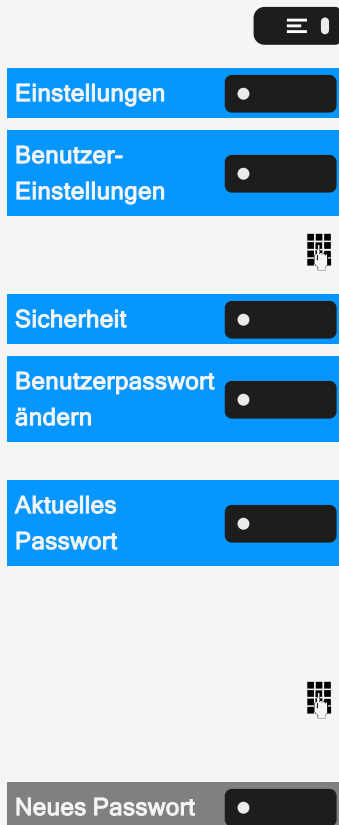 Einstellungen
Benutzer-
Einstellungen
Sicherheit
Benutzerpasswort
ändern
Aktuelles
Passwort
Neues Passwort